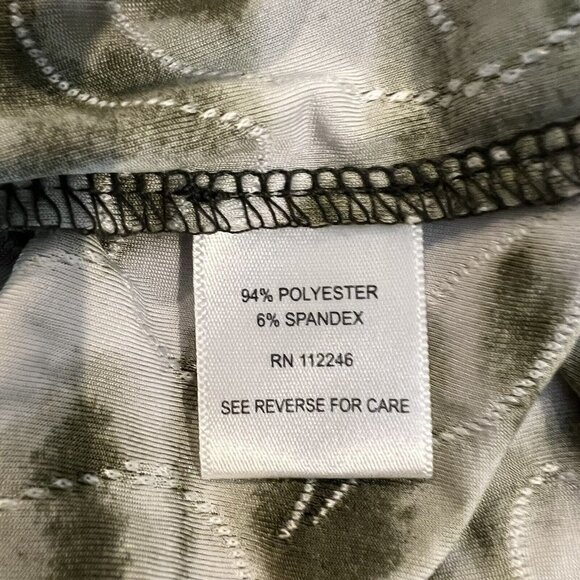 94% POLYESTER
6% SPANDEX
RN 112246
SEE REVERSE FOR CARE